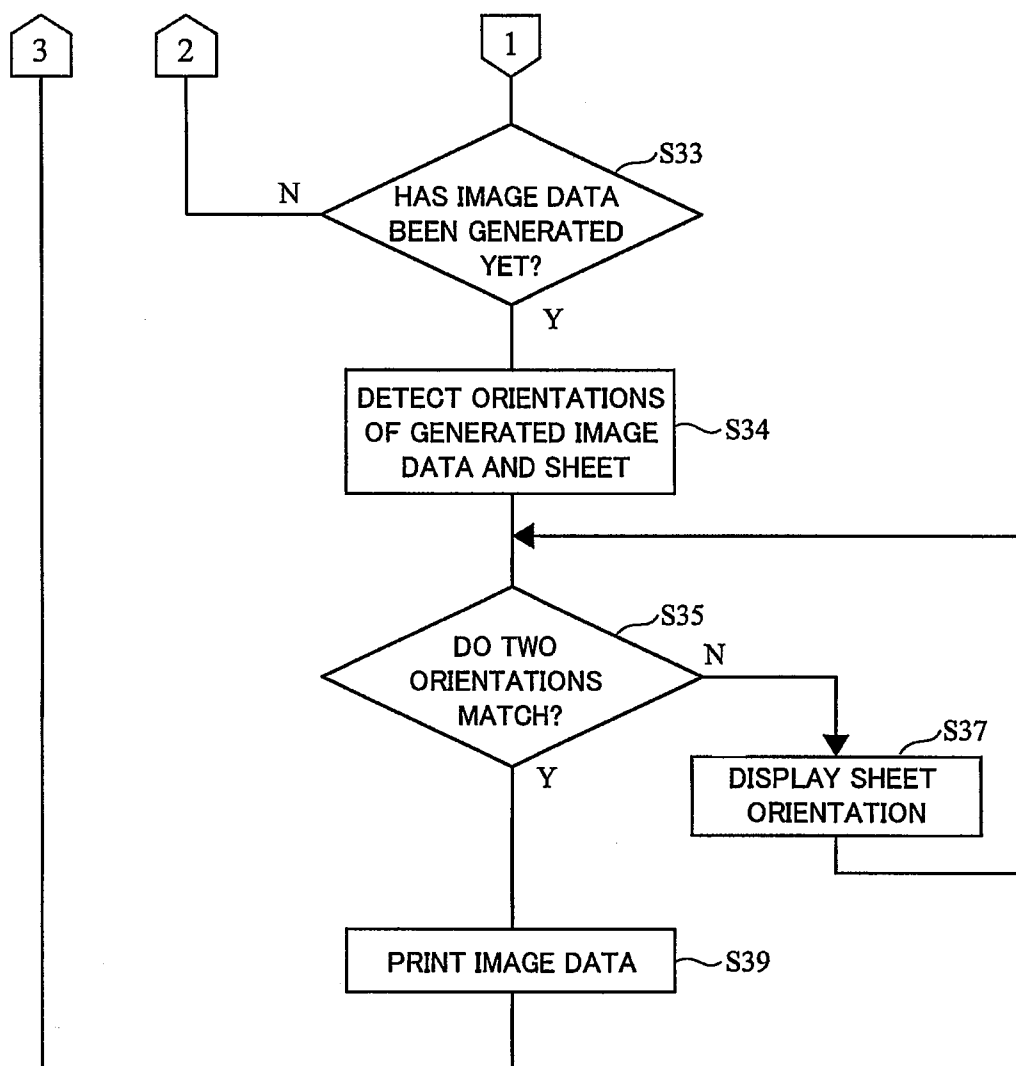 3
2
1
S33
N
HAS IMAGE DATA
BEEN GENERATED
YET?
Y
DETECT ORIENTATIONS
OF GENERATED IMAGE
DATA AND SHEET
S34
S35
DO TWO
ORIENTATIONS
MATCH?
N
Y
S37
DISPLAY SHEET
ORIENTATION
PRINT IMAGE DATA
S39